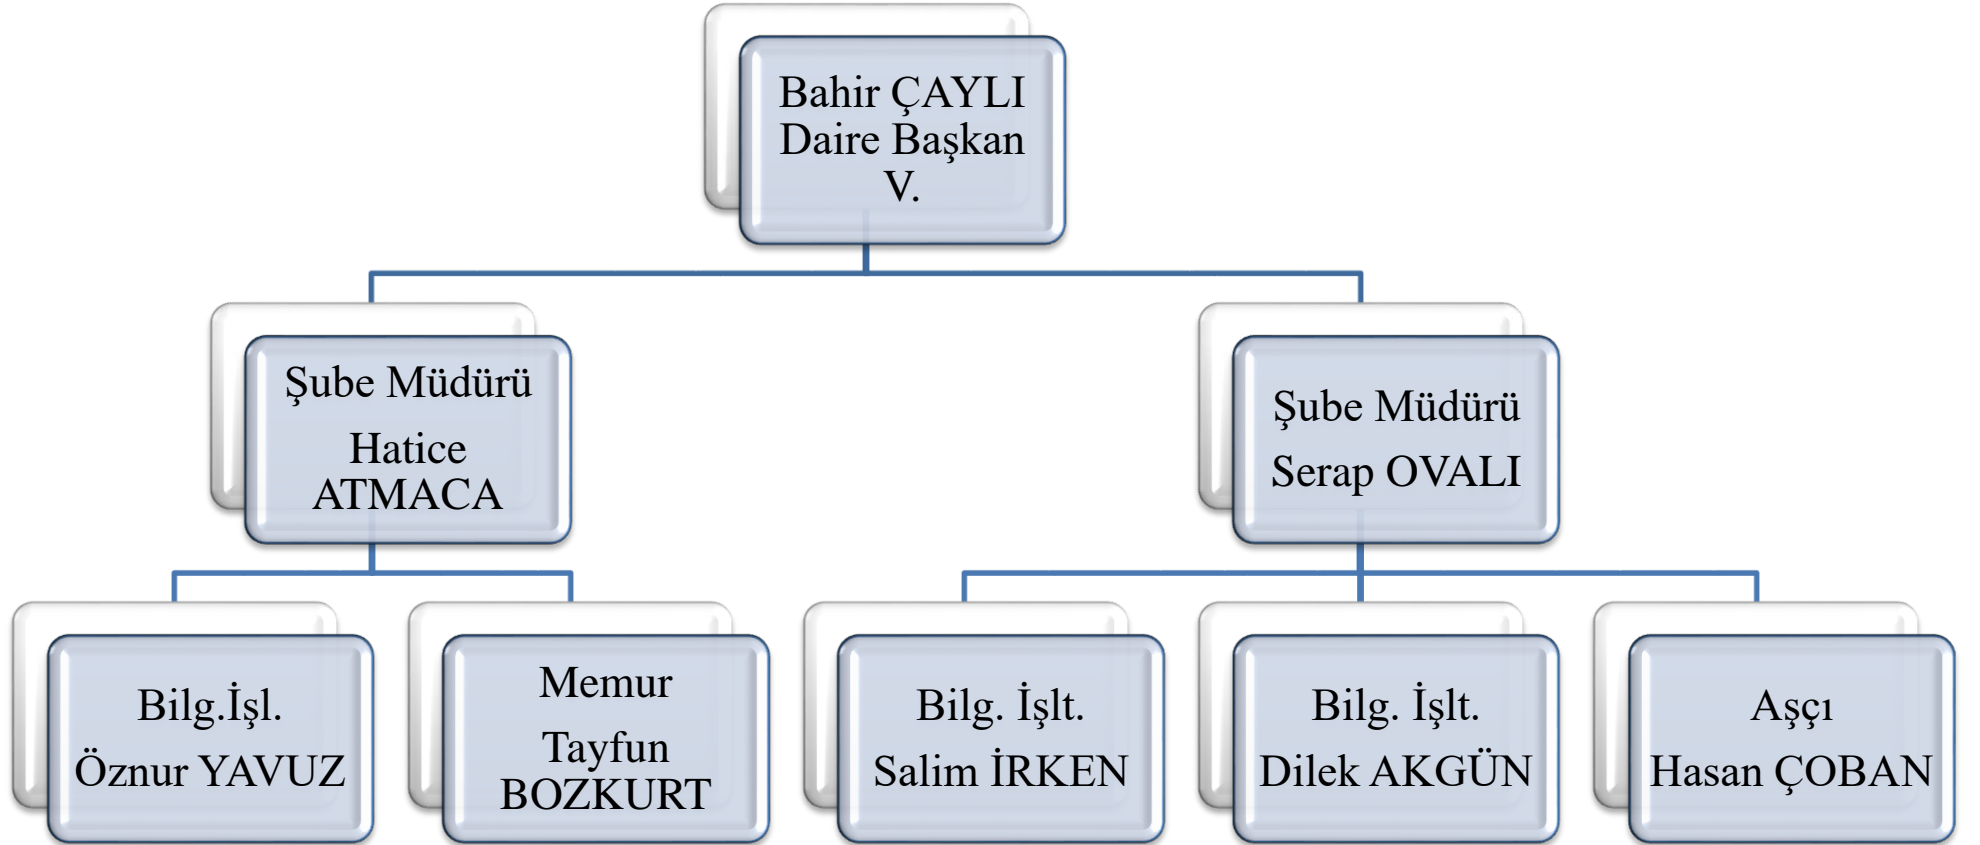 Bahir ÇAYLI
Daire Başkan
V.
Şube Müdürü
Hatice
ATMACA
Şube Müdürü
Serap OVALI
Bilg.İşl.
Öznur YAVUZ
Memur
Tayfun
BOZKURT
Bilg. İşlt.
Salim İRKEN
Bilg. İşlt.
Dilek AKGÜN
Aşçı
Hasan ÇOBAN